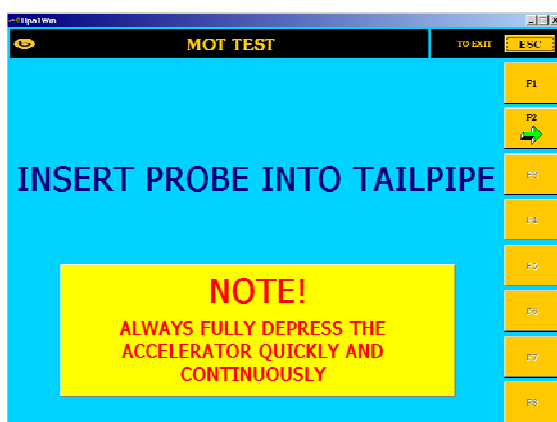 MOT TEST
TO EXIT
ESC
F1
F2
INSERT PROBE INTO TAILPIPE
F3
F4
F5
F6
F7
F8
NOTE!
ALWAYS FULLY DEPRESS THE
ACCELERATOR QUICKLY AND
CONTINUOUSLY